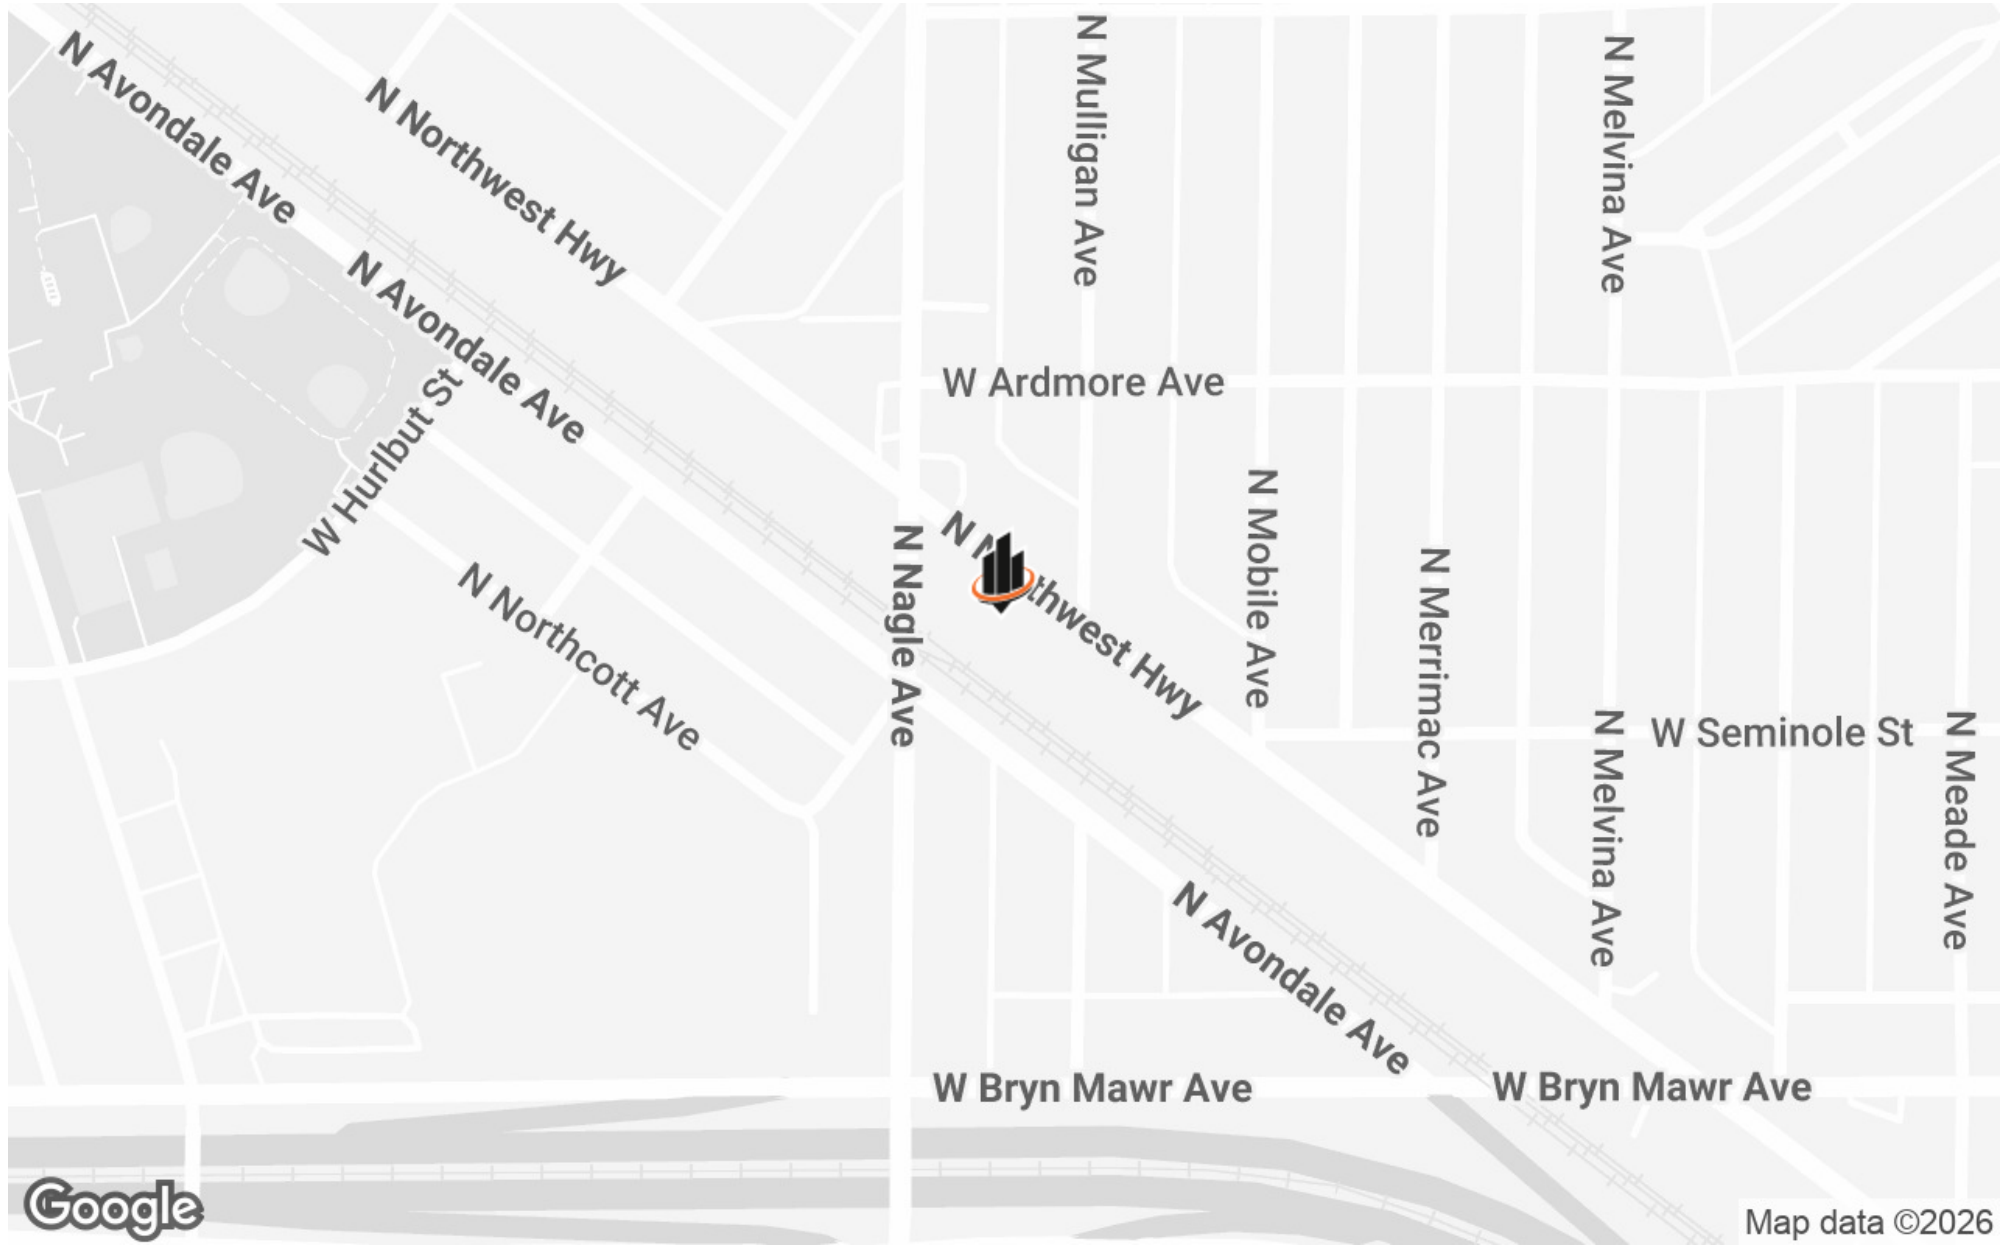 N Avondale Ave
N Northwest Hwy
N Mulligan Ave
N Melvina Ave
N Avondale Ave
W Hurlbut St
W Ardmore Ave
N Mobile Ave
N Northwest Hwy
N Nagle Ave
N Northcott Ave
N Merrimac Ave
N Melvina Ave
W Seminole St
N Meade Ave
N Avondale Ave
W Bryn Mawr Ave
W Bryn Mawr Ave
Google
Map data ©2026